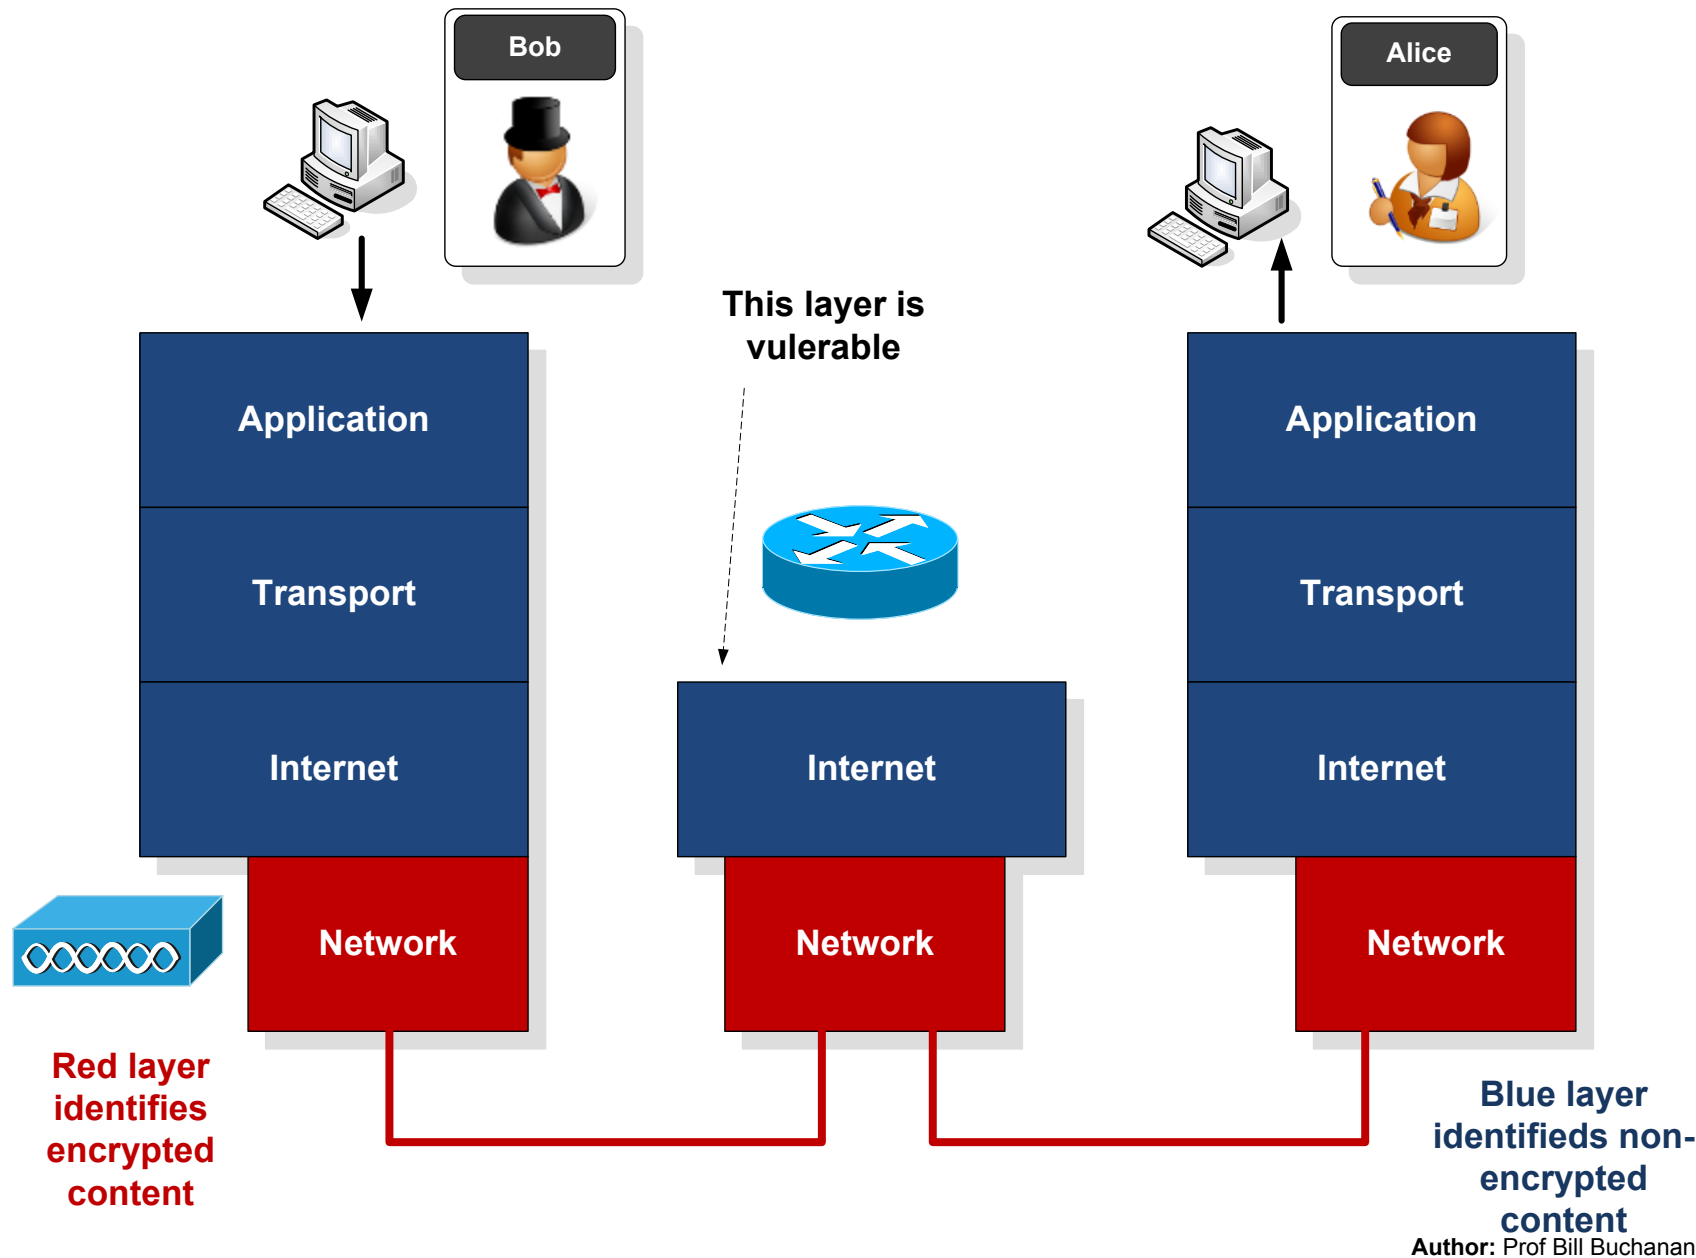 Bob
Alice
This layer is
vulerable
Application
Transport
Internet
Network
Internet
Network
Application
Transport
Internet
Network
Red layer
identifies
encrypted
content
Blue layer
identifieds non-
encrypted
content
Author: Prof Bill Buchanan